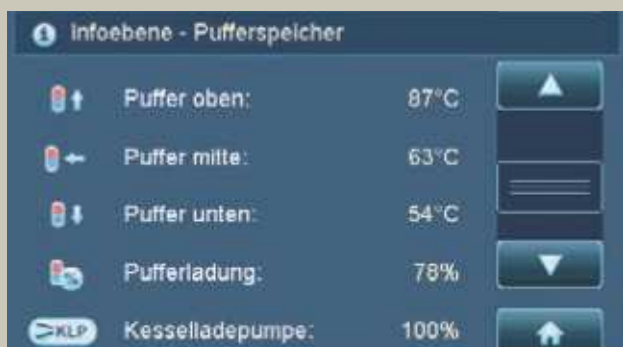 Infoebene - Pufferspeicher
Puffer oben: 87°C
Puffer mitte: 63°C
Puffer unten: 54°C
Pufferladung: 78%
KLP Kesselladepumpe: 100%